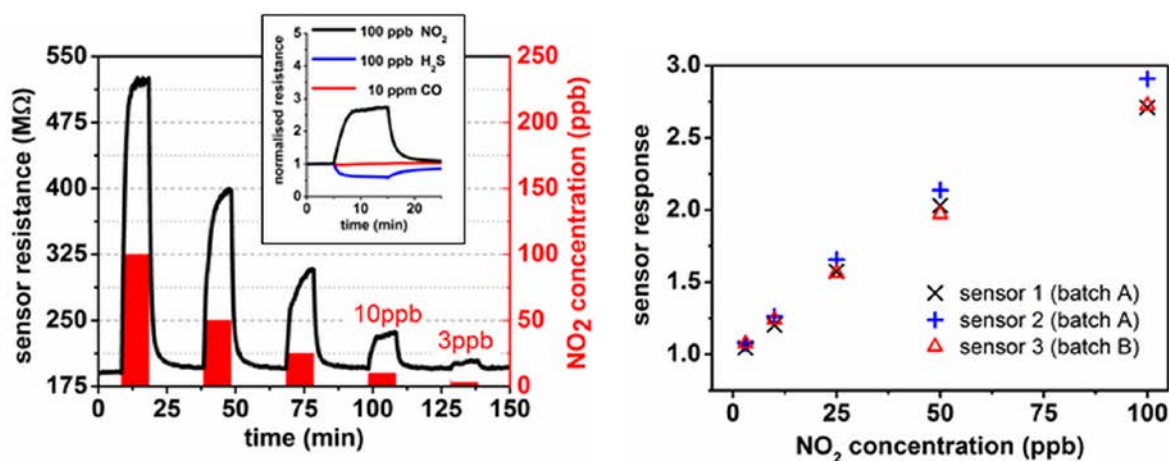 550
475
400
325
250
175
sensor resistance (MΩ)
0 25 50 75 100 125 150
time (min)
250
200
150
100
50
0
NO₂ concentration (ppb)
10ppb
3ppb
100 ppb NO₂
100 ppb H₂S
10 ppm CO
5
4
3
2
1
0
normalised resistance
0 10 20
time (min)
3.0
2.5
2.0
1.5
1.0
sensor response
sensor 1 (batch A)
sensor 2 (batch A)
sensor 3 (batch B)
0 25 50 75 100
NO₂ concentration (ppb)